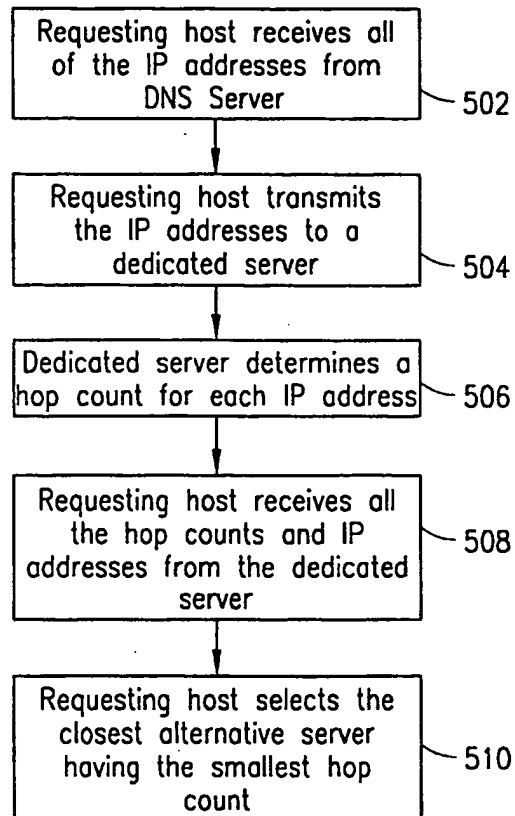 Requesting host receives all
of the IP addresses from
DNS Server
502
Requesting host transmits
the IP addresses to a
dedicated server
504
Dedicated server determines a
hop count for each IP address
506
Requesting host receives all
the hop counts and IP
addresses from the dedicated
server
508
Requesting host selects the
closest alternative server
having the smallest hop
count
510